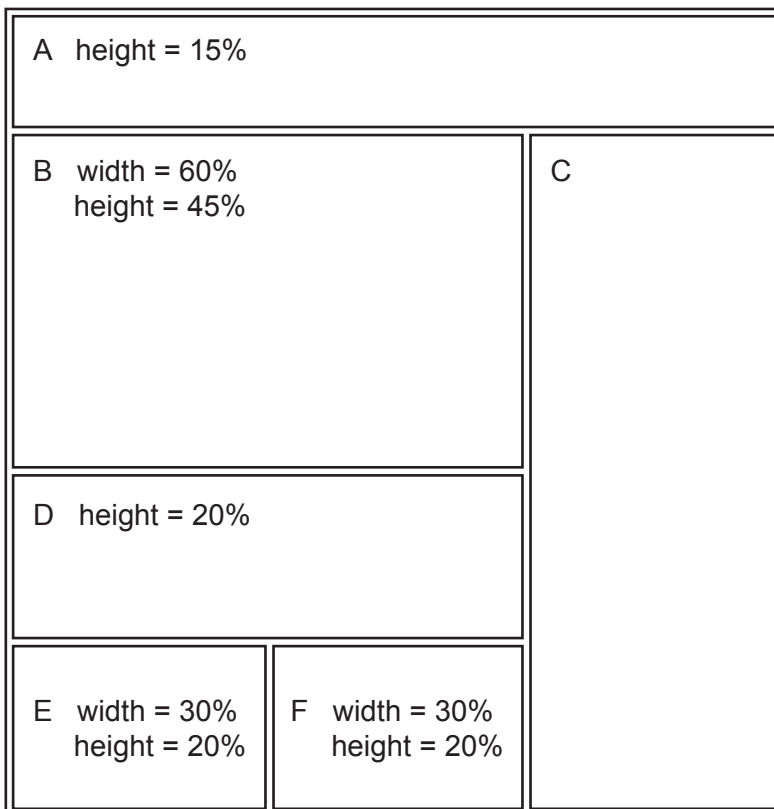 A height = 15%
B width = 60%
height = 45%
C
D height = 20%
E width = 30%
height = 20%
F width = 30%
height = 20%